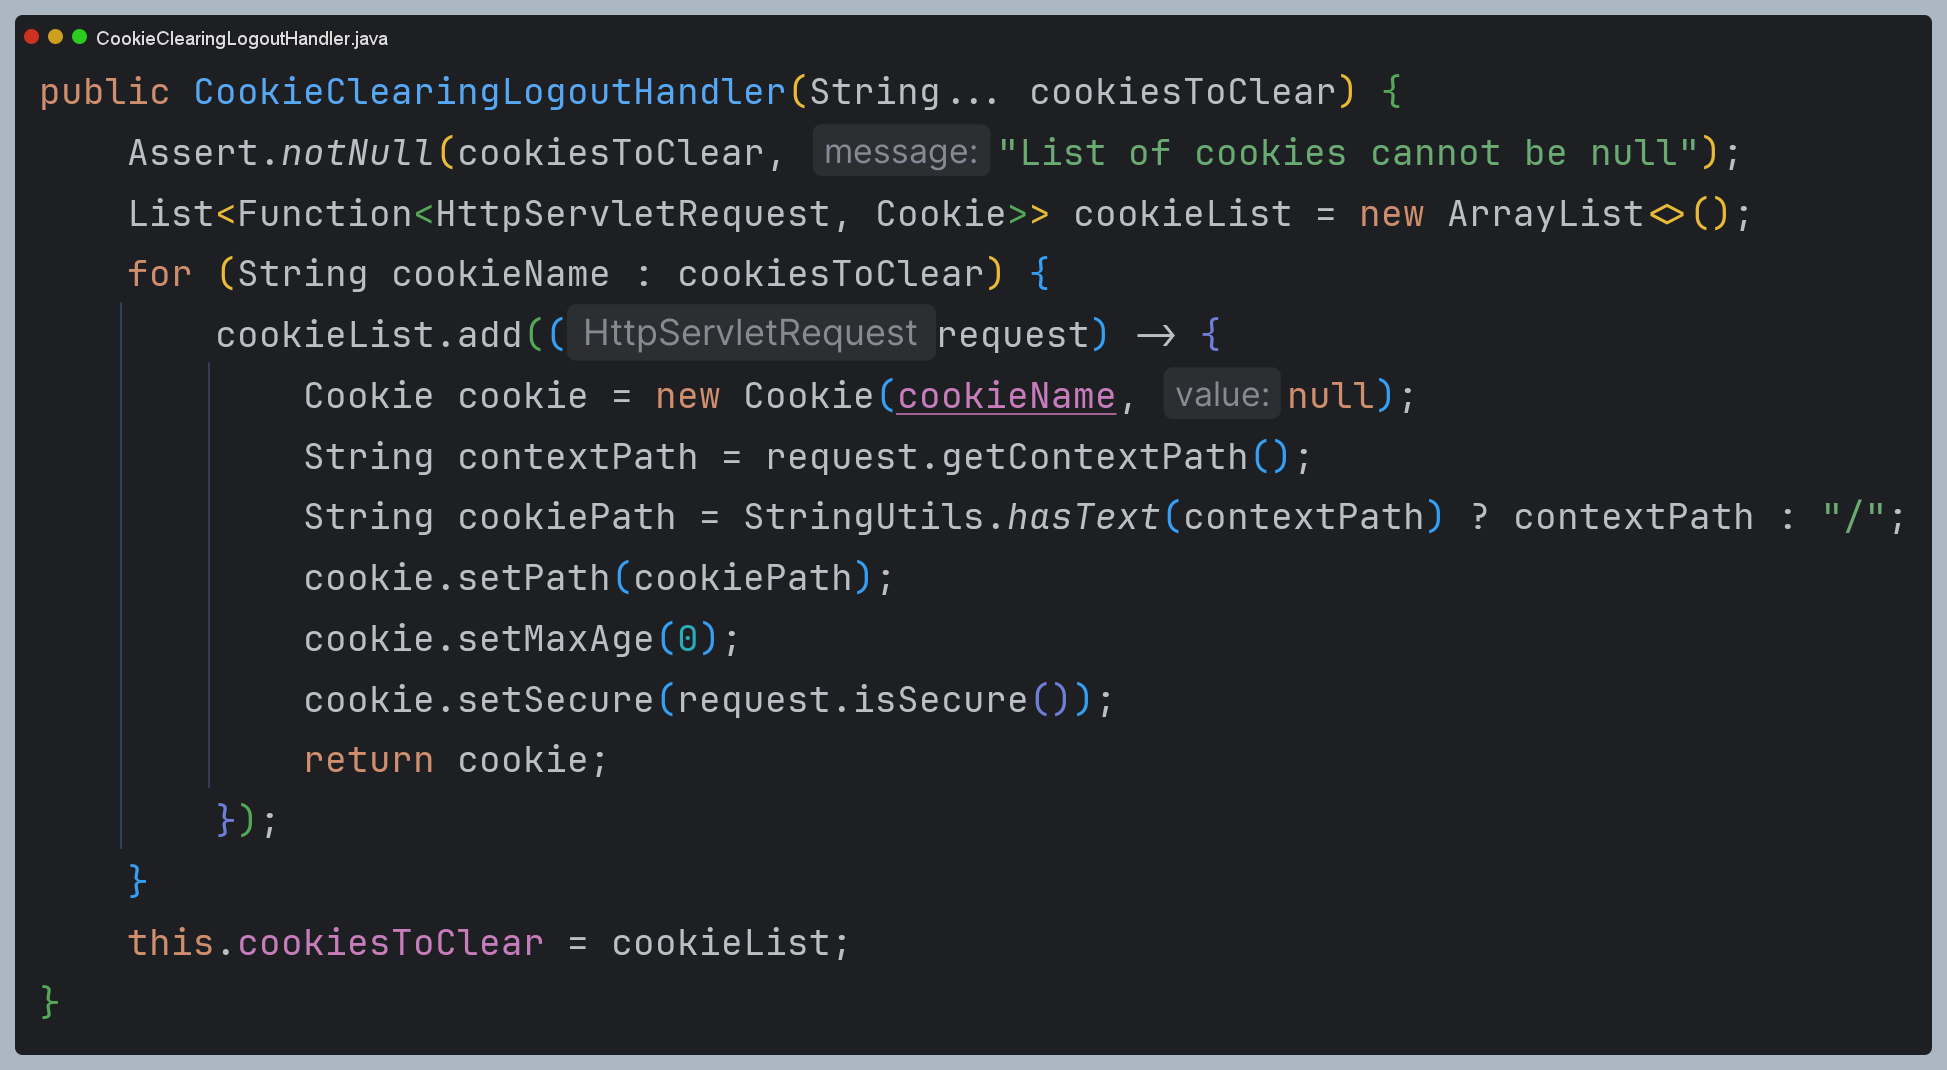 CookieClearingLogoutHandler.java
public CookieClearingLogoutHandler(String... cookiesToClear) {
    Assert.notNull(cookiesToClear, message: "List of cookies cannot be null");
    List<Function<HttpServletRequest, Cookie>> cookieList = new ArrayList<>();
    for (String cookieName : cookiesToClear) {
        cookieList.add((HttpServletRequest request) -> {
            Cookie cookie = new Cookie(cookieName, value: null);
            String contextPath = request.getContextPath();
            String cookiePath = StringUtils.hasText(contextPath) ? contextPath : "/";
            cookie.setPath(cookiePath);
            cookie.setMaxAge(0);
            cookie.setSecure(request.isSecure());
            return cookie;
        });
    }
    this.cookiesToClear = cookieList;
}